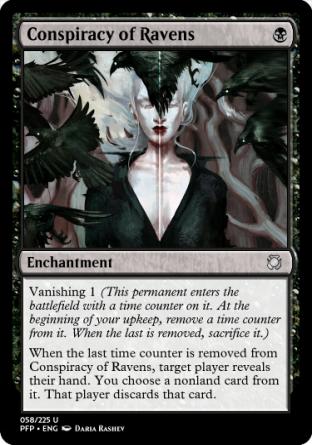 Conspiracy of Ravens
Enchantment
Vanishing 1 (This permanent enters the
battlefield with a time counter on it. At the
beginning of your upkeep, remove a time counter
from it. When the last is removed, sacrifice it.)
When the last time counter is removed from
Conspiracy of Ravens, target player reveals
their hand. You choose a nonland card from
it. That player discards that card.
058/225 U
PFP • ENG Daria Rashev